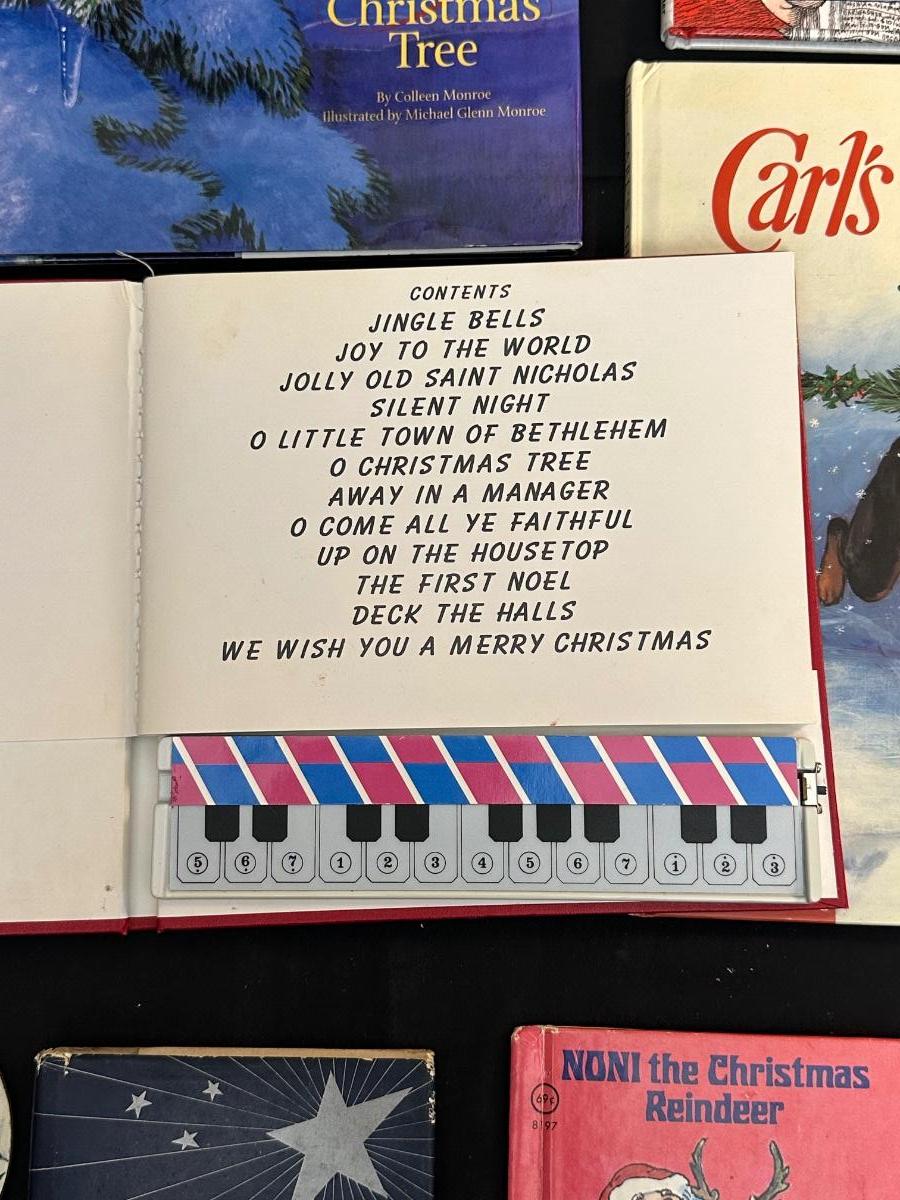 Christmas
Tree
By Colleen Monroe
Illustrated by Michael Glenn Monroe
Carl's
CONTENTS
JINGLE BELLS
JOY TO THE WORLD
JOLLY OLD SAINT NICHOLAS
SILENT NIGHT
O LITTLE TOWN OF BETHLEHEM
O CHRISTMAS TREE
AWAY IN A MANAGER
O COME ALL YE FAITHFUL
UP ON THE HOUSETOP
THE FIRST NOEL
DECK THE HALLS
WE WISH YOU A MERRY CHRISTMAS
5 6 7 1 2 3 4 5 6 7 1 2 3
NONI the Christmas
Reindeer
69¢
8197